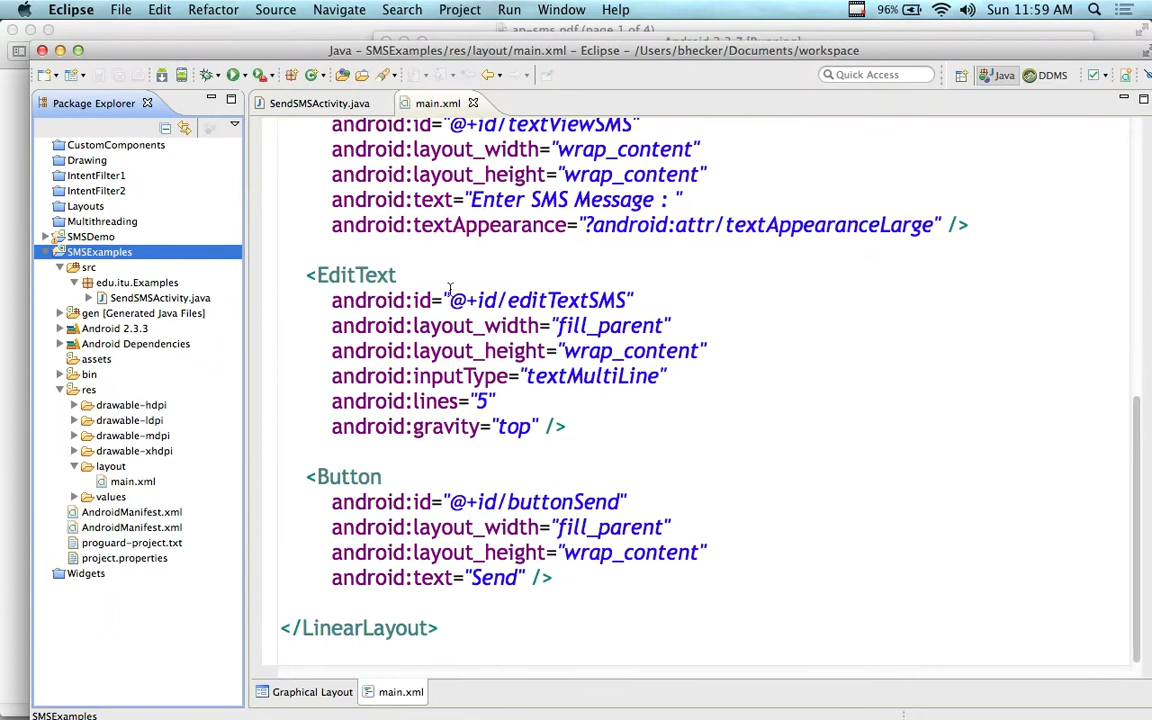 Eclipse File Edit Refactor Source Navigate Search Project Run Window Help 96% Sun 11:59 AM
an-sms.pdf (page 1 of 4)
Java – SMSExamples/res/layout/main.xml – Eclipse – /Users/bhecker/Documents/workspace
Quick Access Java DDMS
Package Explorer SendSMSActivity.java main.xml
CustomComponents
Drawing
IntentFilter1
IntentFilter2
Layouts
Multithreading
SMSDemo
SMSExamples
src
edu.itu.Examples
SendSMSActivity.java
gen [Generated Java Files]
Android 2.3.3
Android Dependencies
assets
bin
res
drawable-hdpi
drawable-ldpi
drawable-mdpi
drawable-xhdpi
layout
main.xml
values
AndroidManifest.xml
AndroidManifest.xml
proguard-project.txt
project.properties
Widgets
android:id="@+id/textViewSMS"
android:layout_width="wrap_content"
android:layout_height="wrap_content"
android:text="Enter SMS Message : "
android:textAppearance="?android:attr/textAppearanceLarge" />
<EditText
android:id="@+id/editTextSMS"
android:layout_width="fill_parent"
android:layout_height="wrap_content"
android:inputType="textMultiLine"
android:lines="5"
android:gravity="top" />
<Button
android:id="@+id/buttonSend"
android:layout_width="fill_parent"
android:layout_height="wrap_content"
android:text="Send" />
</LinearLayout>
Graphical Layout main.xml
SMSExamples